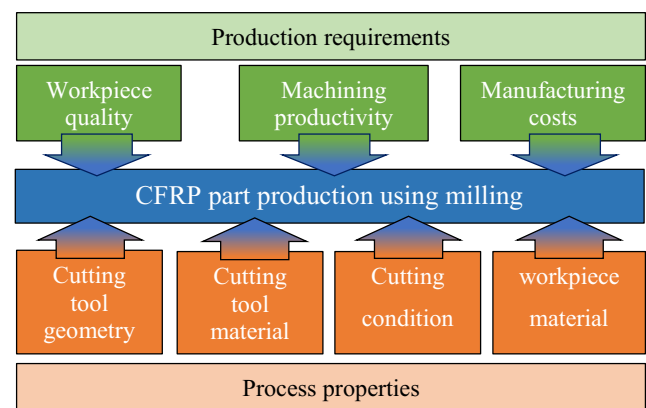 Production requirements
Workpiece
quality
Machining
productivity
Manufacturing
costs
CFRP part production using milling
Cutting
tool
geometry
Cutting
tool
material
Cutting
condition
workpiece
material
Process properties